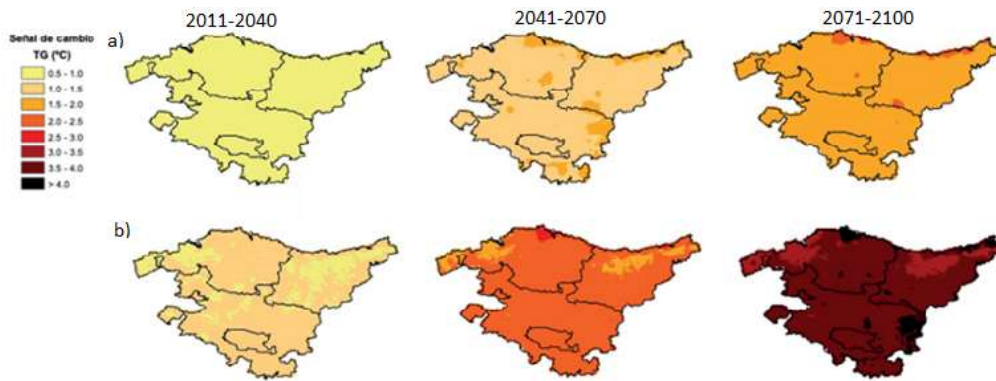 2011-2040
2041-2070
2071-2100
Señal de cambio
TG (ºC)
0.5 - 1.0
1.0 - 1.5
1.5 - 2.0
2.0 - 2.5
2.5 - 3.0
3.0 - 3.5
3.5 - 4.0
> 4.0
a)
b)